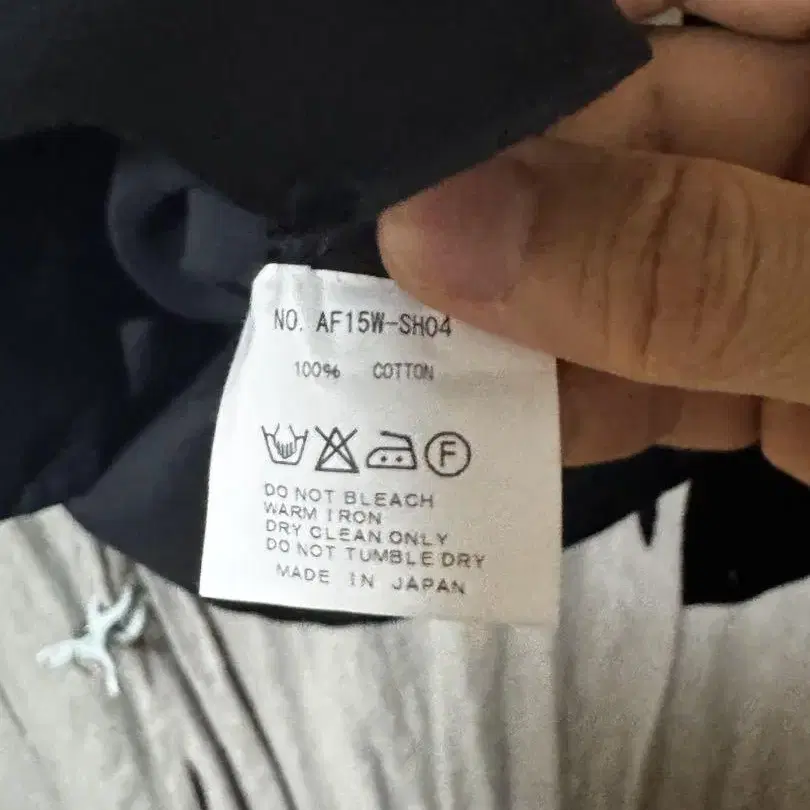 NO. AF15W-SH04
100% COTTON
F
DO NOT BLEACH
WARM IRON
DRY CLEAN ONLY
DO NOT TUMBLE DRY
MADE IN JAPAN